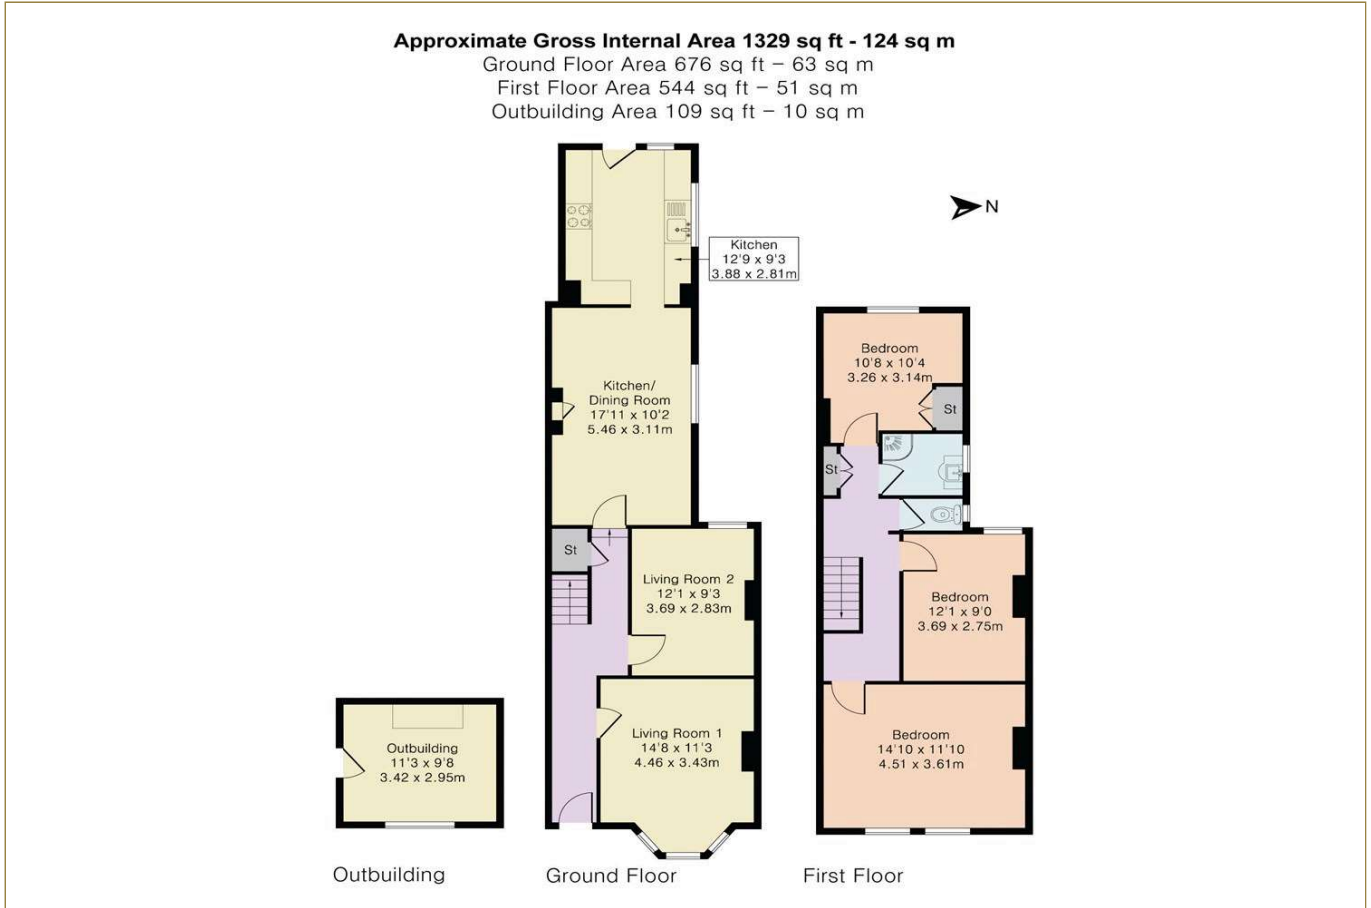 Approximate Gross Internal Area 1329 sq ft - 124 sq m
Ground Floor Area 676 sq ft – 63 sq m
First Floor Area 544 sq ft – 51 sq m
Outbuilding Area 109 sq ft – 10 sq m
N
Kitchen
12'9 x 9'3
3.88 x 2.81m
Kitchen/
Dining Room
17'11 x 10'2
5.46 x 3.11m
St
Living Room 2
12'1 x 9'3
3.69 x 2.83m
Living Room 1
14'8 x 11'3
4.46 x 3.43m
Bedroom
10'8 x 10'4
3.26 x 3.14m
St
St
Bedroom
12'1 x 9'0
3.69 x 2.75m
Bedroom
14'10 x 11'10
4.51 x 3.61m
Outbuilding
11'3 x 9'8
3.42 x 2.95m
Outbuilding
Ground Floor
First Floor